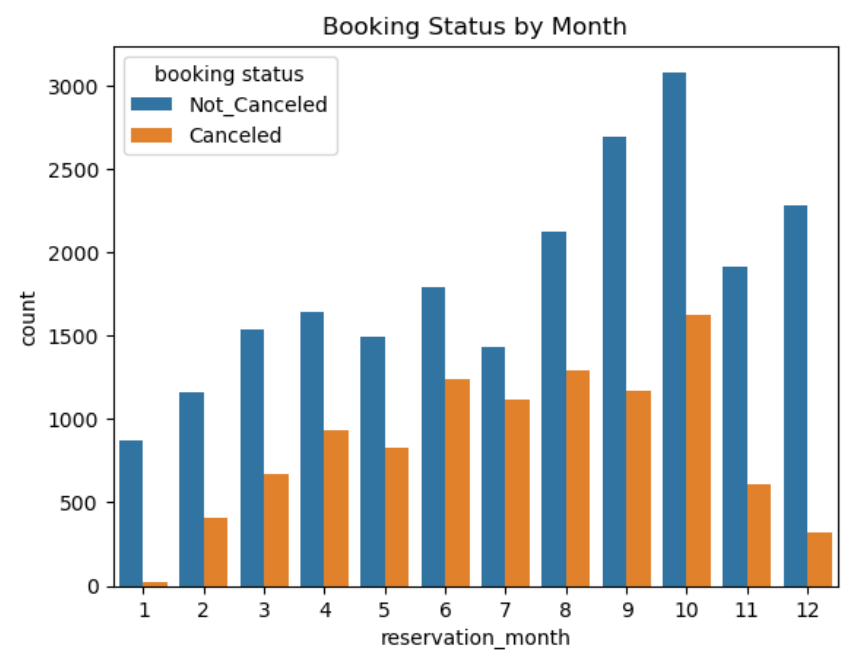 Booking Status by Month
booking status
Not_Canceled
Canceled
count
3000
2500
2000
1500
1000
500
0
1 2 3 4 5 6 7 8 9 10 11 12
reservation_month